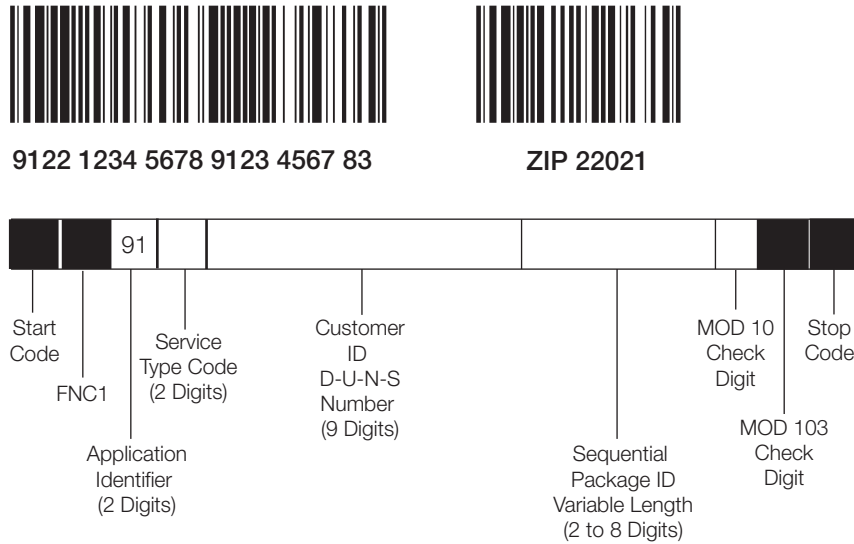 9122 1234 5678 9123 4567 83
ZIP 22021
91
Start
Code
FNC1
Application
Identifier
(2 Digits)
Service
Type Code
(2 Digits)
Customer
ID
D-U-N-S
Number
(9 Digits)
Sequential
Package ID
Variable Length
(2 to 8 Digits)
MOD 10
Check
Digit
MOD 103
Check
Digit
Stop
Code